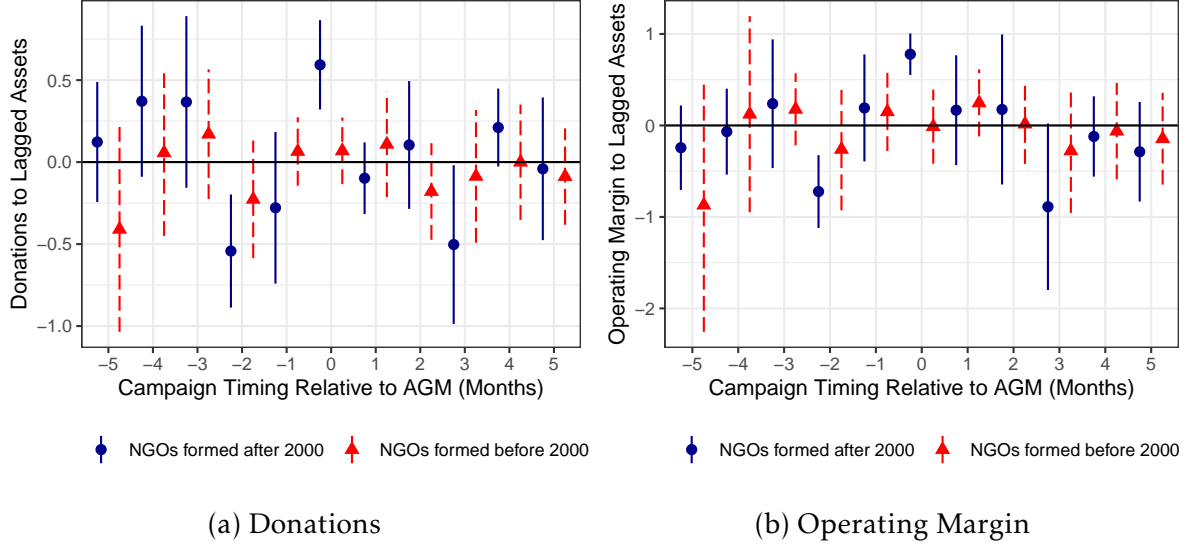 Donations to Lagged Assets
0.5
0.0
−0.5
−1.0
−5 −4 −3 −2 −1 0 1 2 3 4 5
Campaign Timing Relative to AGM (Months)
NGOs formed after 2000 NGOs formed before 2000
(a) Donations
Operating Margin to Lagged Assets
1
0
−1
−2
−5 −4 −3 −2 −1 0 1 2 3 4 5
Campaign Timing Relative to AGM (Months)
NGOs formed after 2000 NGOs formed before 2000
(b) Operating Margin